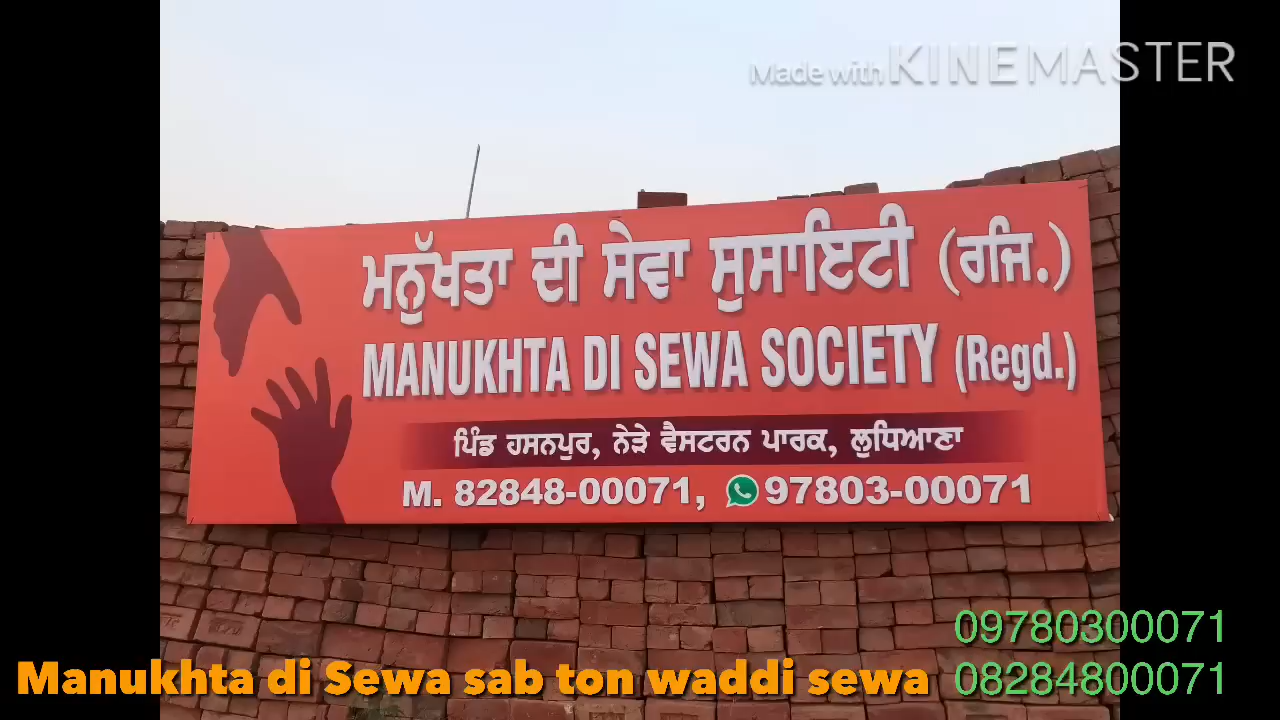 Made with KINEMASTER
ਮਨੁੱਖਤਾ ਦੀ ਸੇਵਾ ਸੁਸਾਇਟੀ (ਰਜਿ.)
MANUKHTA DI SEWA SOCIETY (Regd.)
ਪਿੰਡ ਹਸਨਪੁਰ, ਨੇੜੇ ਵੈਸਟਰਨ ਪਾਰਕ, ਲੁਧਿਆਣਾ
M. 82848-00071, 97803-00071
09780300071
Manukhta di Sewa sab ton waddi sewa 08284800071